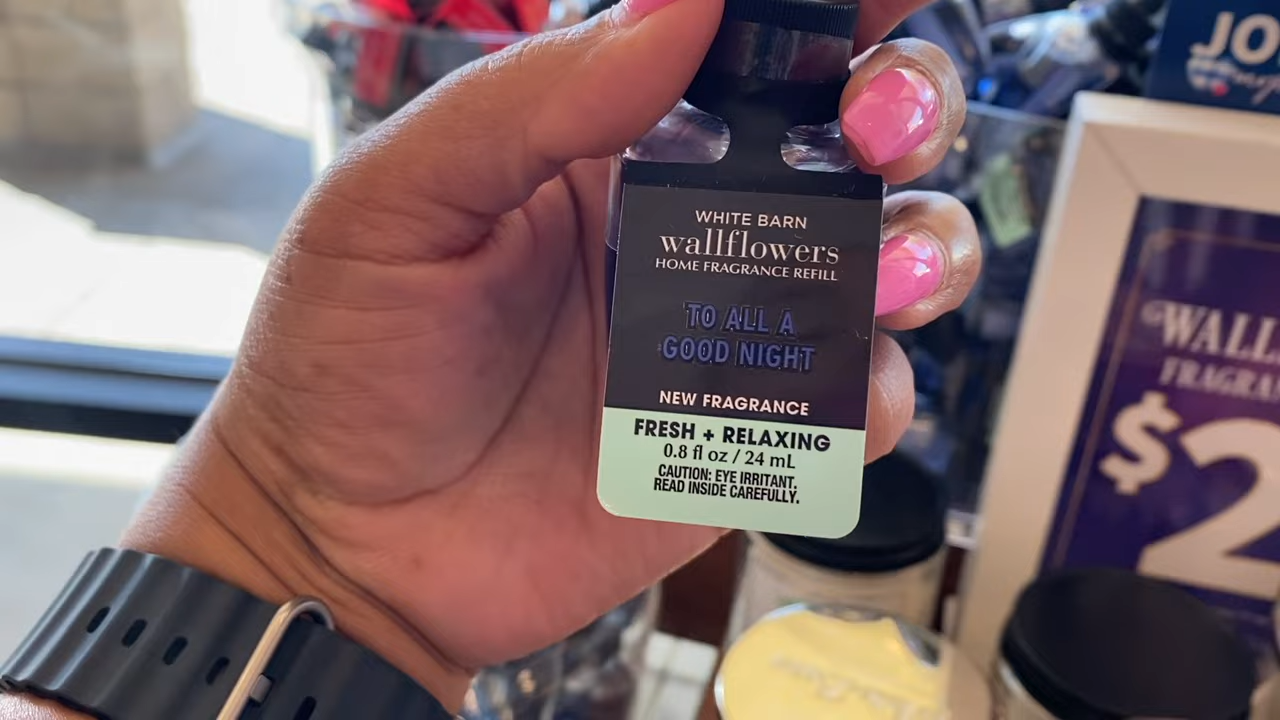 WHITE BARN
wallflowers
HOME FRAGRANCE REFILL
TO ALL A
GOOD NIGHT
NEW FRAGRANCE
FRESH + RELAXING
0.8 fl oz / 24 mL
CAUTION: EYE IRRITANT.
READ INSIDE CAREFULLY.
$2